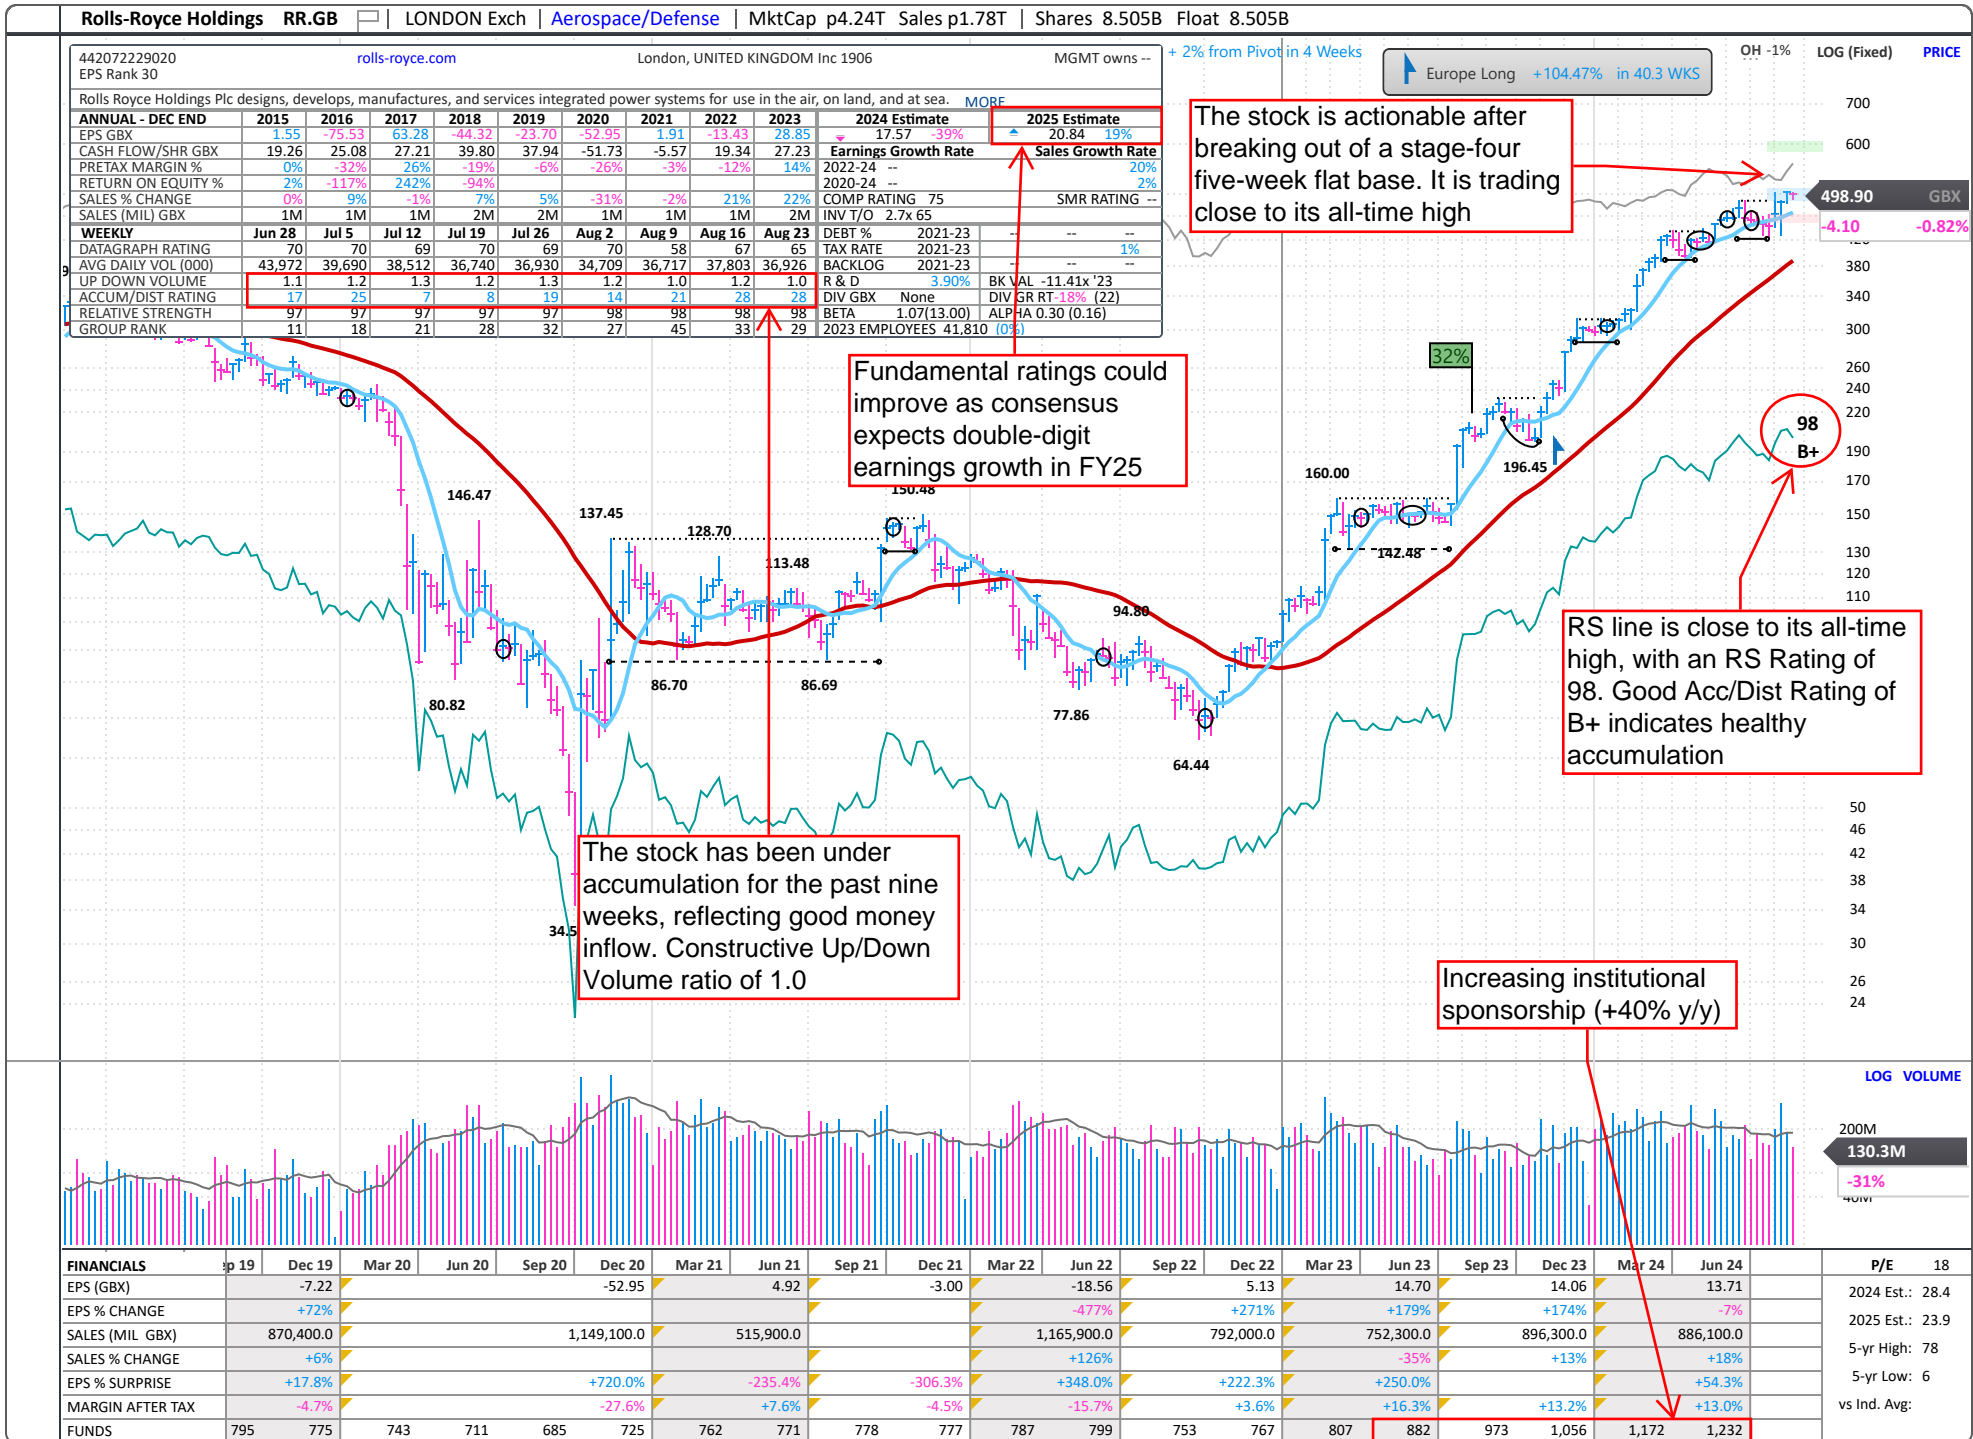 Rolls-Royce Holdings RR.GB LONDON Exch Aerospace/Defense MktCap p4.24T Sales p1.78T Shares 8.505B Float 8.505B
442072229020 rolls-royce.com London, UNITED KINGDOM Inc 1906 MGMT owns --
EPS Rank 30
Rolls Royce Holdings Plc designs, develops, manufactures, and services integrated power systems for use in the air, on land, and at sea. MORE
ANNUAL - DEC END 2015 2016 2017 2018 2019 2020 2021 2022 2023 2024 Estimate 2025 Estimate
EPS GBX 1.55 -75.53 63.28 -44.32 -23.70 -52.95 1.91 -13.43 28.85 17.57 -39% 20.84 19%
CASH FLOW/SHR GBX 19.26 25.08 27.21 39.80 37.94 -51.73 -5.57 19.34 27.23 Earnings Growth Rate Sales Growth Rate
PRETAX MARGIN % 0% -32% 26% -19% -6% -26% -3% -12% 14% 2022-24 -- 20%
RETURN ON EQUITY % 2% -117% 242% -94% 2020-24 -- 2%
SALES % CHANGE 0% 9% -1% 7% 5% -31% -2% 21% 22% COMP RATING 75 SMR RATING --
SALES (MIL) GBX 1M 1M 1M 2M 2M 1M 1M 1M 2M INV T/O 2.7x 65
WEEKLY Jun 28 Jul 5 Jul 12 Jul 19 Jul 26 Aug 2 Aug 9 Aug 16 Aug 23 DEBT % 2021-23 -- -- --
DATAGRAPH RATING 70 70 69 70 69 70 58 67 65 TAX RATE 2021-23 1%
AVG DAILY VOL (000) 43,972 39,690 38,512 36,740 36,930 34,709 36,717 37,803 36,926 BACKLOG 2021-23 -- -- --
UP DOWN VOLUME 1.1 1.2 1.3 1.2 1.3 1.2 1.0 1.2 1.0 R & D 3.90% BK VAL -11.41x '23
ACCUM/DIST RATING 17 25 7 8 19 14 21 28 28 DIV GBX None DIV GR RT -18% (22)
RELATIVE STRENGTH 97 97 97 97 97 98 98 98 98 BETA 1.07(13.00) ALPHA 0.30 (0.16)
GROUP RANK 11 18 21 28 32 27 45 33 29 2023 EMPLOYEES 41,810 (0%)
+ 2% from Pivot in 4 Weeks
Europe Long +104.47% in 40.3 WKS
OH -1% LOG (Fixed) PRICE
The stock is actionable after
breaking out of a stage-four
five-week flat base. It is trading
close to its all-time high
700
600
498.90 GBX
-4.10 -0.82%
380
340
300
260
240
220
190
170
150
130
120
110
50
46
42
38
34
30
26
24
32%
Fundamental ratings could
improve as consensus
expects double-digit
earnings growth in FY25
98
B+
RS line is close to its all-time
high, with an RS Rating of
98. Good Acc/Dist Rating of
B+ indicates healthy
accumulation
146.47
80.82
137.45
128.70
113.48
86.70
86.69
150.48
77.86
94.80
64.44
160.00
142.48
196.45
34.5
The stock has been under
accumulation for the past nine
weeks, reflecting good money
inflow. Constructive Up/Down
Volume ratio of 1.0
Increasing institutional
sponsorship (+40% y/y)
LOG VOLUME
200M
130.3M
-31%
40M
FINANCIALS p 19 Dec 19 Mar 20 Jun 20 Sep 20 Dec 20 Mar 21 Jun 21 Sep 21 Dec 21 Mar 22 Jun 22 Sep 22 Dec 22 Mar 23 Jun 23 Sep 23 Dec 23 Mar 24 Jun 24
EPS (GBX) -7.22 -52.95 4.92 -3.00 -18.56 5.13 14.70 14.06 13.71
EPS % CHANGE +72% -477% +271% +179% +174% -7%
SALES (MIL GBX) 870,400.0 1,149,100.0 515,900.0 1,165,900.0 792,000.0 752,300.0 896,300.0 886,100.0
SALES % CHANGE +6% +126% -35% +13% +18%
EPS % SURPRISE +17.8% +720.0% -235.4% -306.3% +348.0% +222.3% +250.0% +54.3%
MARGIN AFTER TAX -4.7% -27.6% +7.6% -4.5% -15.7% +3.6% +16.3% +13.2% +13.0%
FUNDS 795 775 743 711 685 725 762 771 778 777 787 799 753 767 807 882 973 1,056 1,172 1,232
P/E 18
2024 Est.: 28.4
2025 Est.: 23.9
5-yr High: 78
5-yr Low: 6
vs Ind. Avg: